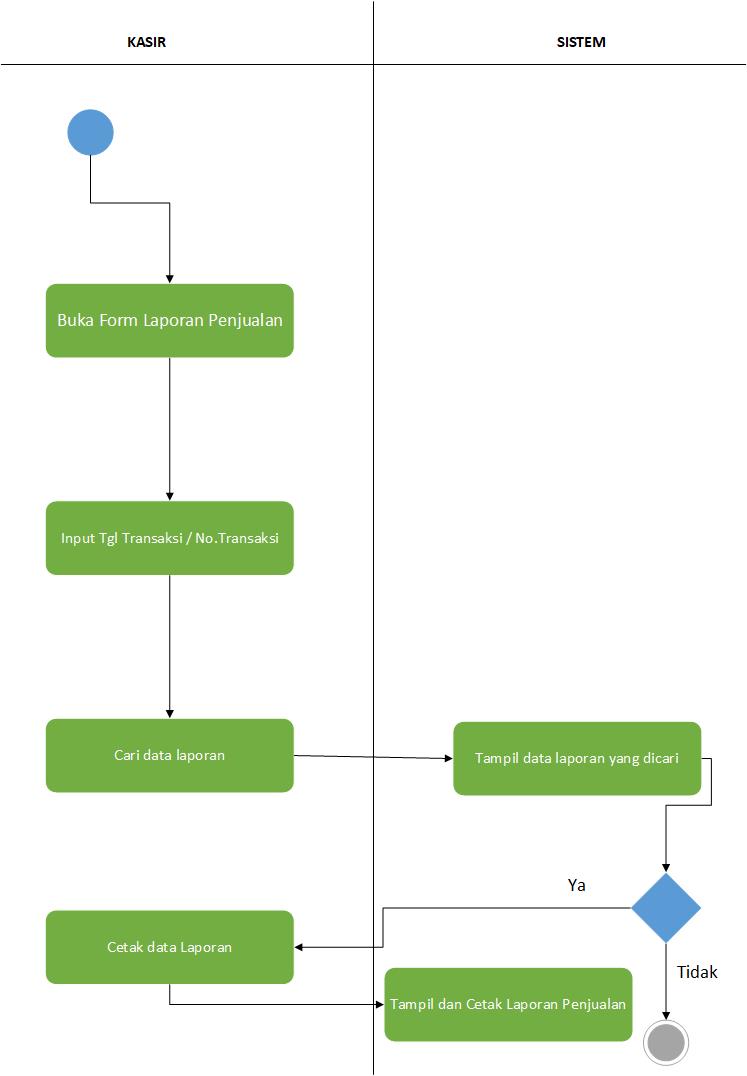 KASIR
SISTEM
Buka Form Laporan Penjualan
Input Tgl Transaksi / No.Transaksi
Cari data laporan
Tampil data laporan yang dicari
Ya
Cetak data Laporan
Tidak
Tampil dan Cetak Laporan Penjualan